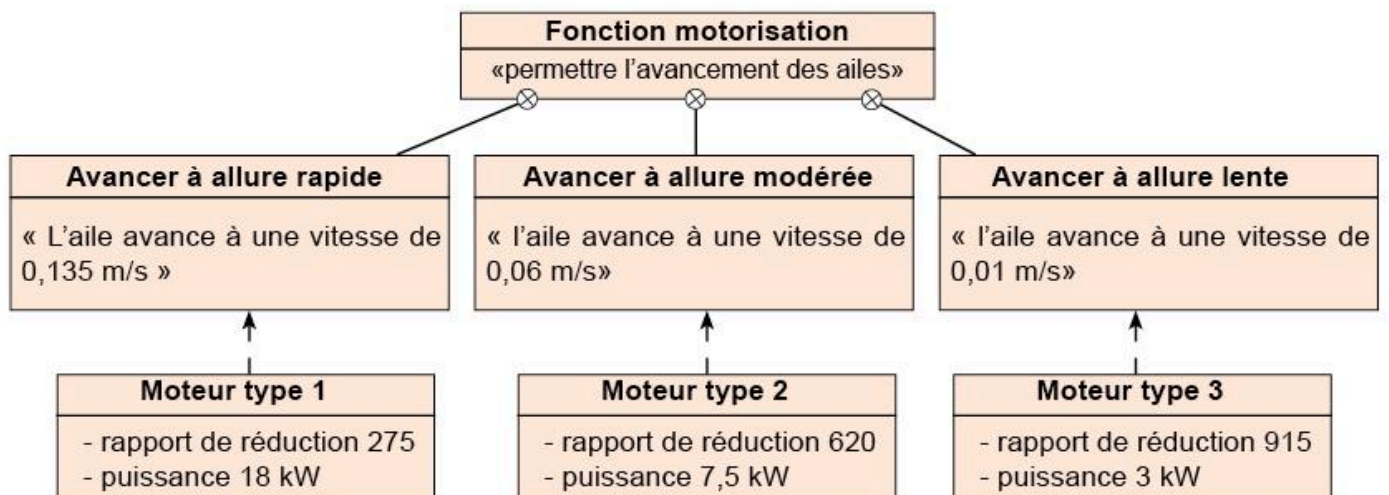 Fonction motorisation
«permettre l’avancement des ailes»
Avancer à allure rapide
« L’aile avance à une vitesse de
0,135 m/s »
Avancer à allure modérée
« l’aile avance à une vitesse de
0,06 m/s»
Avancer à allure lente
« l’aile avance à une vitesse de
0,01 m/s»
Moteur type 1
- rapport de réduction 275
- puissance 18 kW
Moteur type 2
- rapport de réduction 620
- puissance 7,5 kW
Moteur type 3
- rapport de réduction 915
- puissance 3 kW